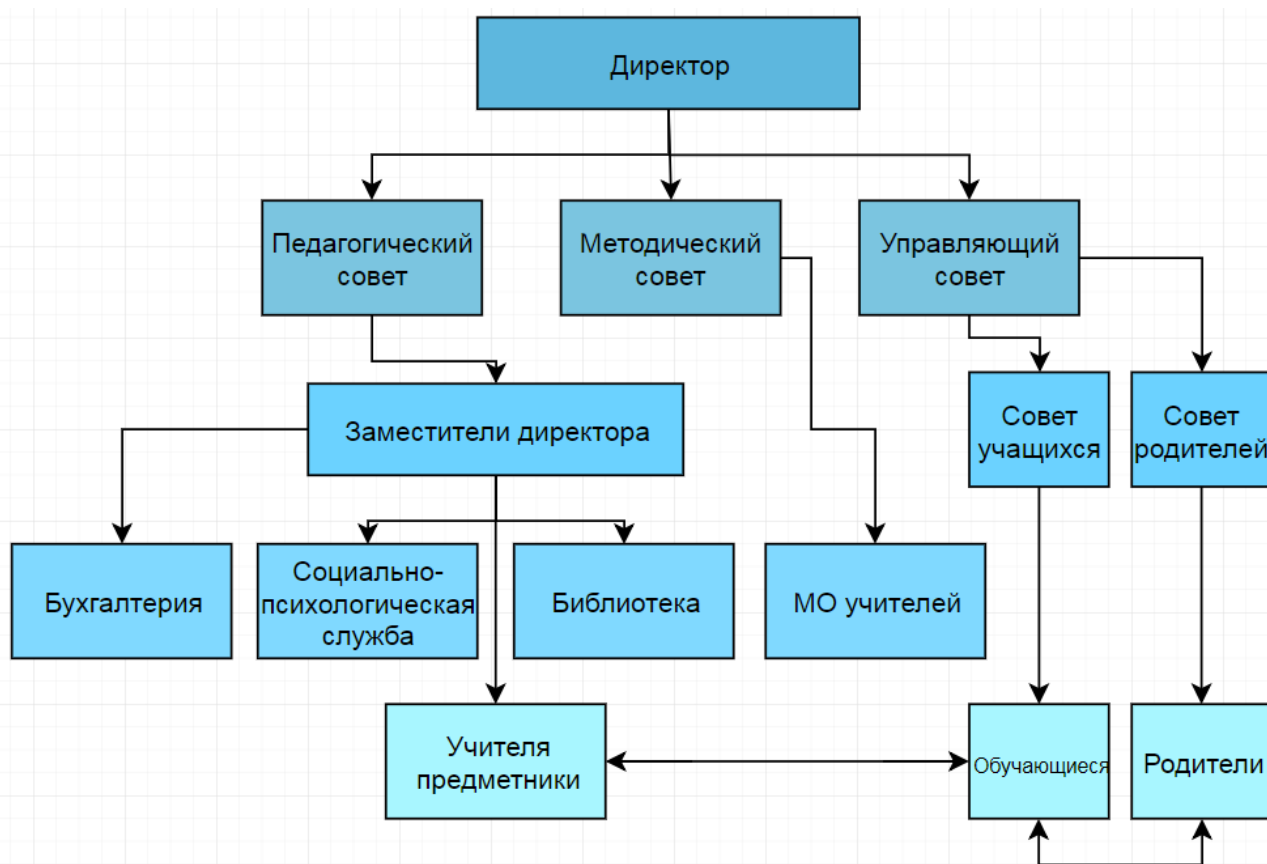 Директор
Педагогический
совет
Методический
совет
Управляющий
совет
Заместители директора
Совет
учащихся
Совет
родителей
Бухгалтерия
Социально-
психологическая
служба
Библиотека
МО учителей
Учителя
предметники
Обучающиеся
Родители